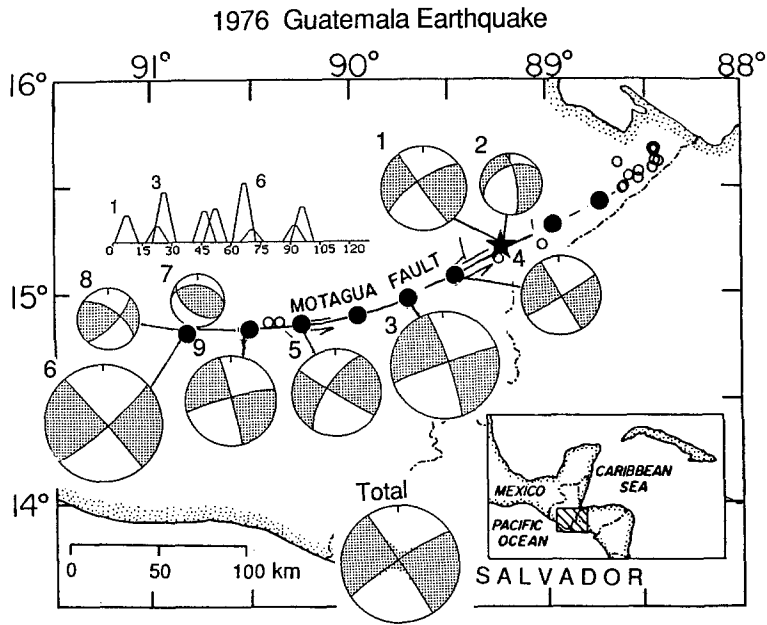 1976 Guatemala Earthquake
91° 90° 89° 88°
16°
1 2
3 6
1
0 15 30 45 60 75 90 105 120
4
MOTAGUA FAULT
15°
8 7
9 5 3
6
CARIBBEAN
SEA
MEXICO
PACIFIC
OCEAN
14°
Total
0 50 100 km
SALVADOR